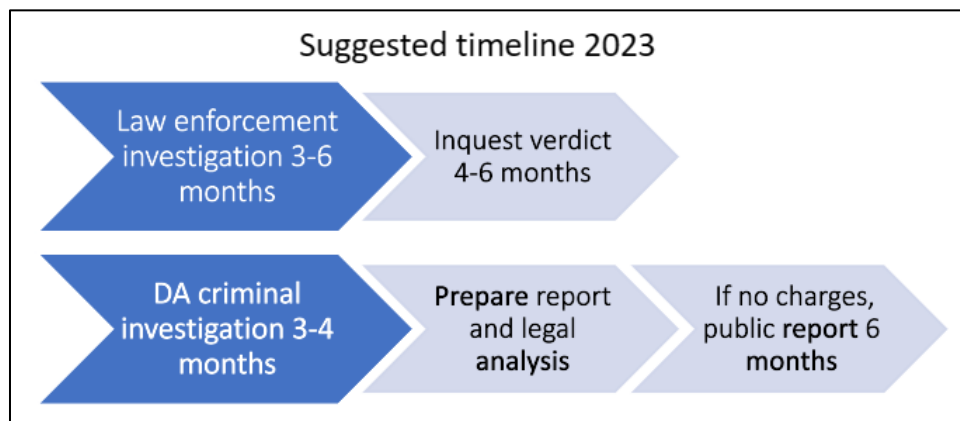 Suggested timeline 2023
Law enforcement
investigation 3-6
months
Inquest verdict
4-6 months
DA criminal
investigation 3-4
months
Prepare report
and legal
analysis
If no charges,
public report 6
months